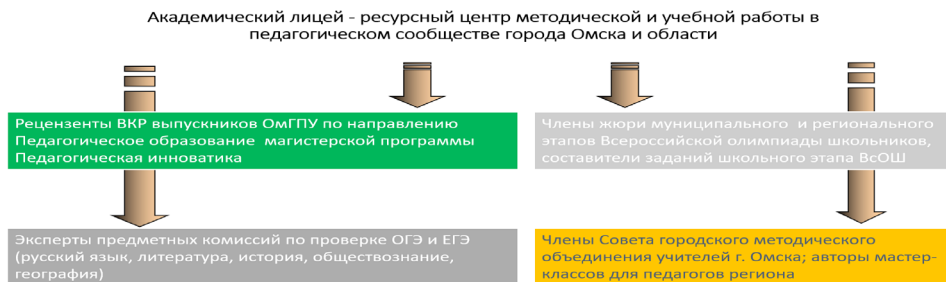 Академический лицей - ресурсный центр методической и учебной работы в
педагогическом сообществе города Омска и области
Рецензенты ВКР выпускников ОмГПУ по направлению
Педагогическое образование магистерской программы
Педагогическая инноватика
Члены жюри муниципального и регионального
этапов Всероссийской олимпиады школьников,
составители заданий школьного этапа ВсОШ
Эксперты предметных комиссий по проверке ОГЭ и ЕГЭ
(русский язык, литература, история, обществознание,
география)
Члены Совета городского методического
объединения учителей г. Омска; авторы мастер-
классов для педагогов региона